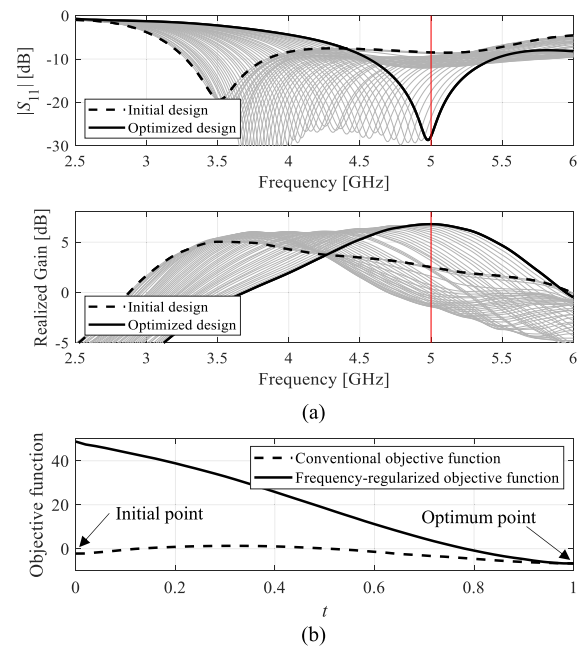 0
-10
-20
-30
|S11| [dB]
Initial design
Optimized design
2.5 3 3.5 4 4.5 5 5.5 6
Frequency [GHz]
5
0
-5
Realized Gain [dB]
Initial design
Optimized design
2.5 3 3.5 4 4.5 5 5.5 6
Frequency [GHz]
(a)
40
20
0
Objective function
Conventional objective function
Frequency-regularized objective function
Initial point
Optimum point
0 0.2 0.4 0.6 0.8 1
t
(b)